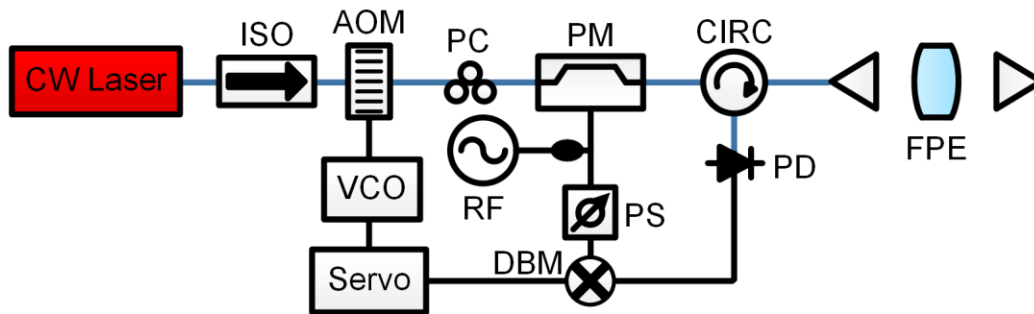 ISO
AOM
PC
PM
CIRC
CW Laser
FPE
PD
VCO
RF
PS
DBM
Servo